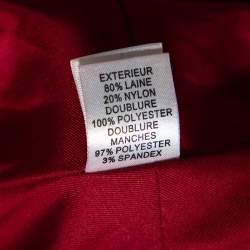 EXTERIEUR
80% LAINE
20% NYLON
DOUBLURE
100% POLYESTER
DOUBLURE
MANCHES
97% POLYESTER
3% SPANDEX